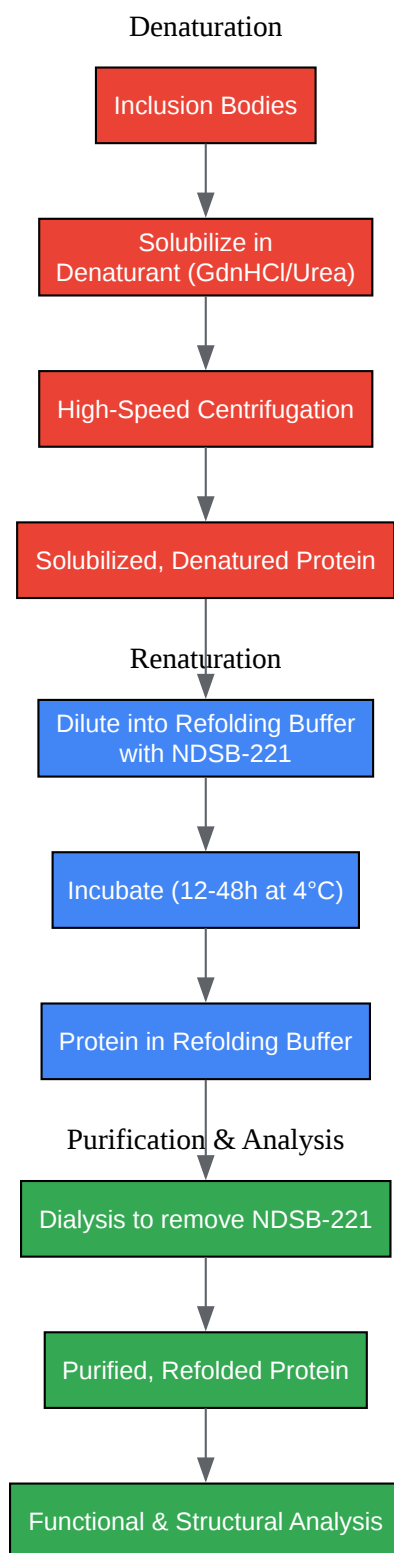 Denaturation
Inclusion Bodies
Solubilize in
Denaturant (GdnHCl/Urea)
High-Speed Centrifugation
Solubilized, Denatured Protein
Renaturation
Dilute into Refolding Buffer
with NDSB-221
Incubate (12-48h at 4°C)
Protein in Refolding Buffer
Purification & Analysis
Dialysis to remove NDSB-221
Purified, Refolded Protein
Functional & Structural Analysis